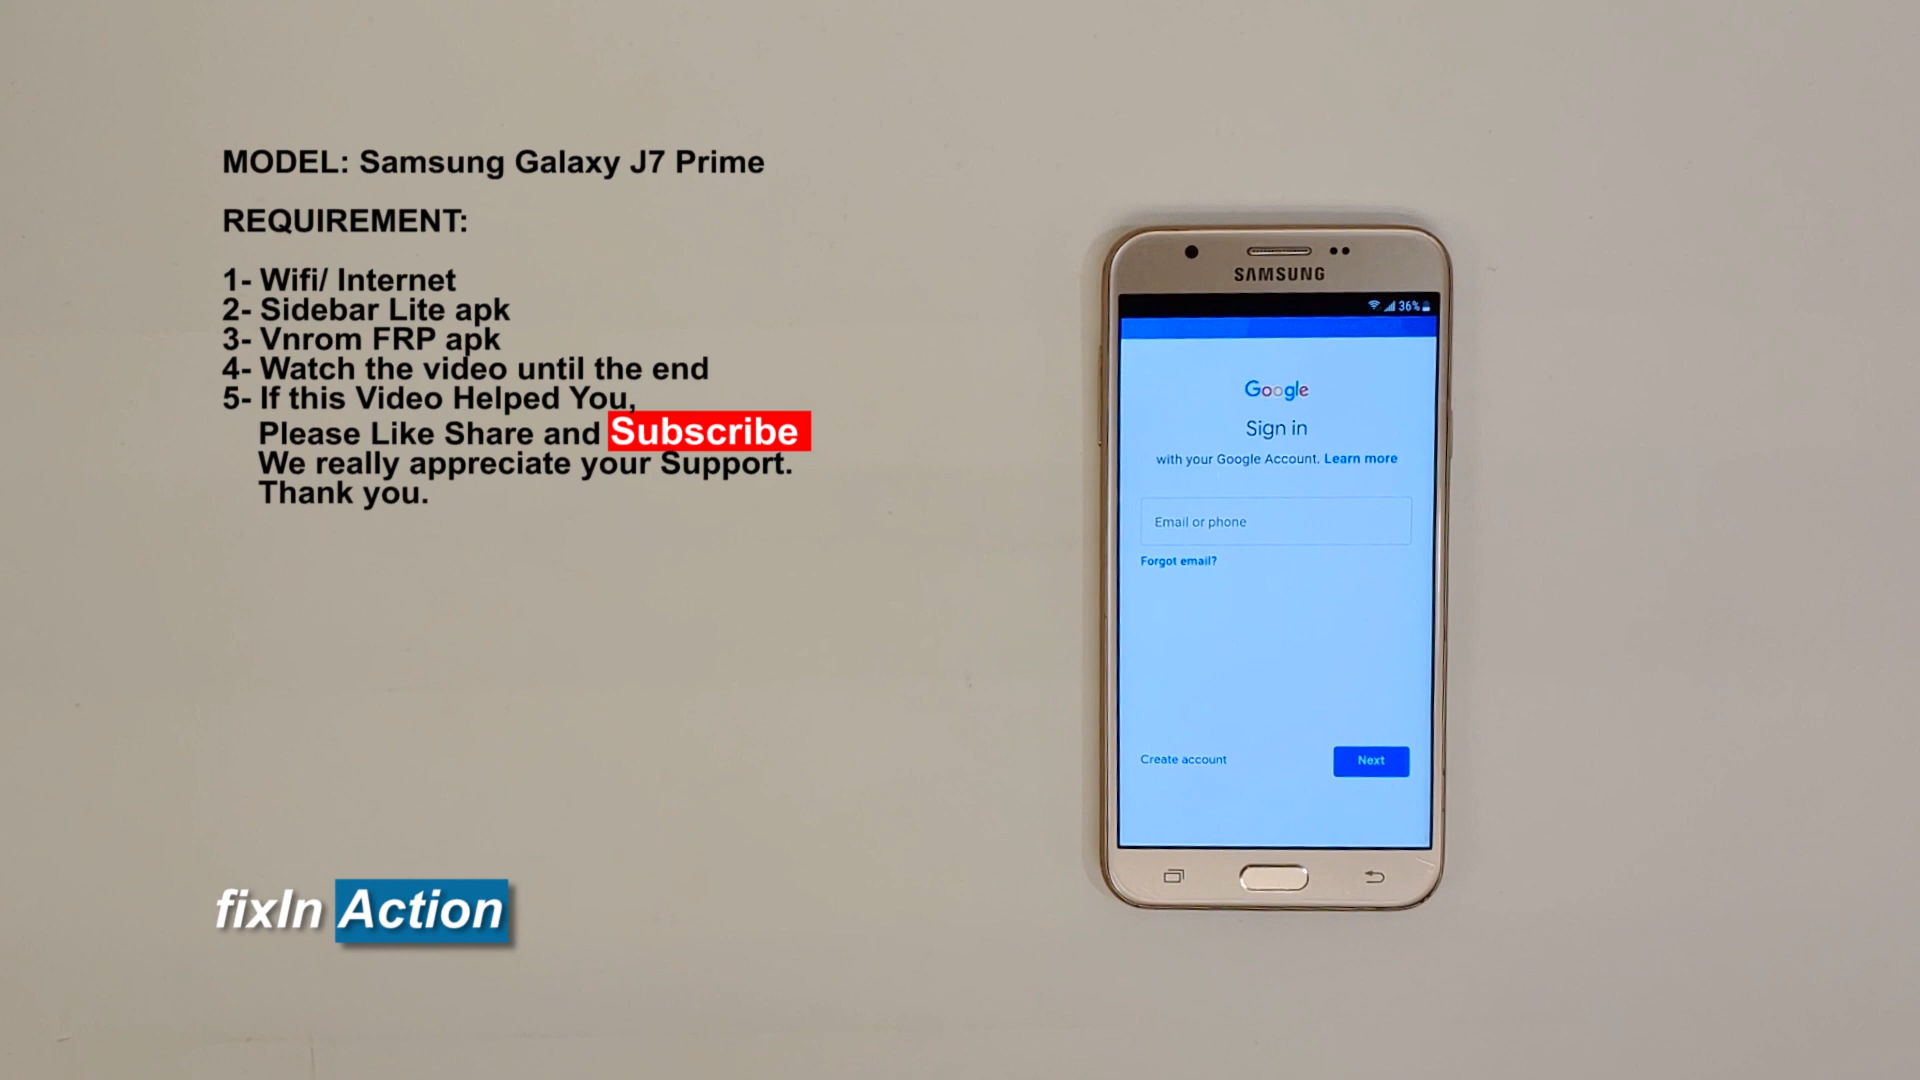 MODEL: Samsung Galaxy J7 Prime
REQUIREMENT:
1- Wifi/ Internet
2- Sidebar Lite apk
3- Vnrom FRP apk
4- Watch the video until the end
5- If this Video Helped You,
Please Like Share and Subscribe
We really appreciate your Support.
Thank you.
fixIn Action
SAMSUNG
36%
Google
Sign in
with your Google Account. Learn more
Email or phone
Forgot email?
Create account
Next